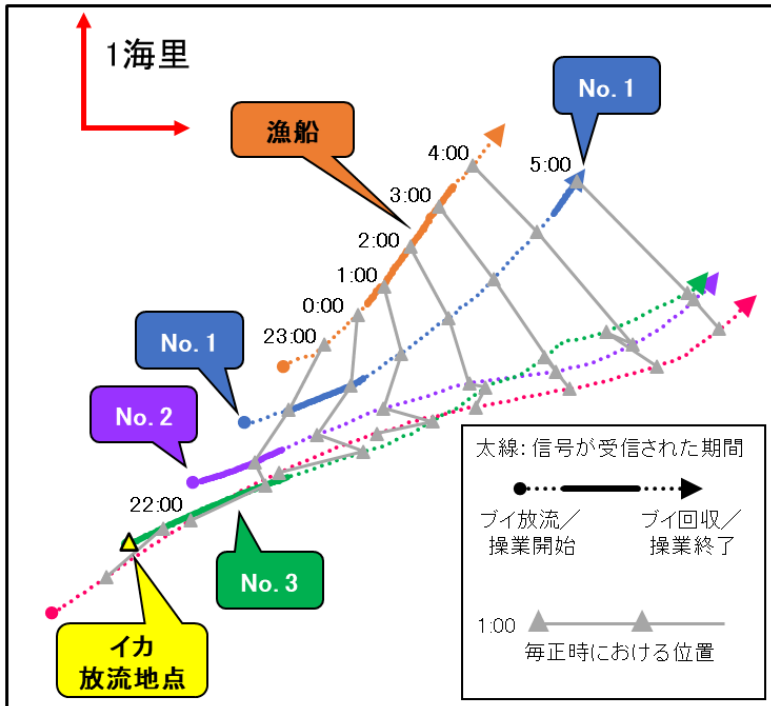 1海里
No. 1
漁船
4:00
5:00
3:00
2:00
1:00
0:00
23:00
No. 1
No. 2
22:00
No. 3
イカ
放流地点
太線：信号が受信された期間
ブイ放流／
操業開始
ブイ回収／
操業終了
1:00
毎正時における位置